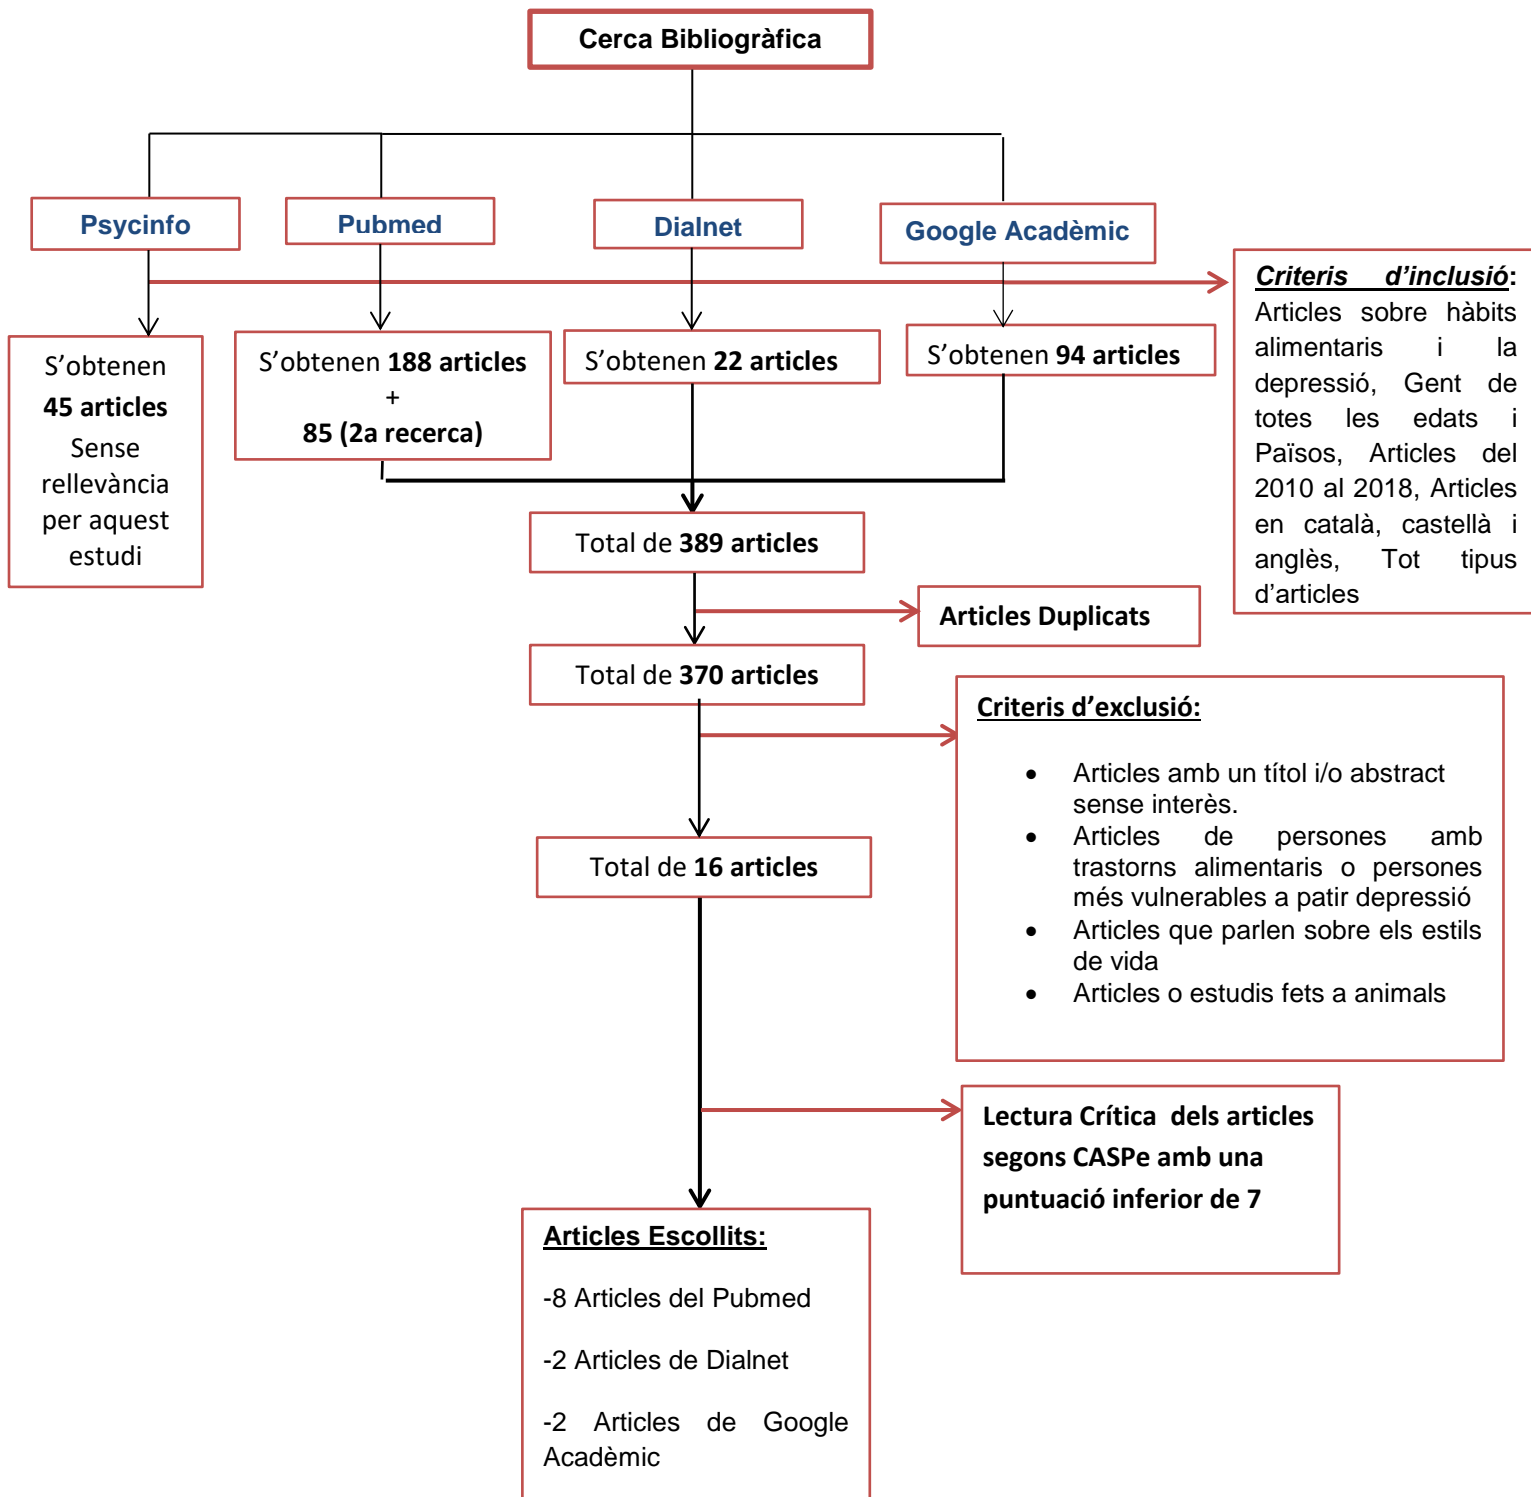 Cerca Bibliogràfica
Psycinfo
Pubmed
Dialnet
Google Acadèmic
Criteris d’inclusió:
Articles sobre hàbits
alimentaris i la
depressió, Gent de
totes les edats i
Països, Articles del
2010 al 2018, Articles
en català, castellà i
anglès, Tot tipus
d’articles
S’obtenen
45 articles
Sense
rellevància
per aquest
estudi
S’obtenen 188 articles
+
85 (2a recerca)
S’obtenen 22 articles
S’obtenen 94 articles
Total de 389 articles
Articles Duplicats
Total de 370 articles
Criteris d’exclusió:
• Articles amb un títol i/o abstract
sense interès.
• Articles de persones amb
trastorns alimentaris o persones
més vulnerables a patir depressió
• Articles que parlen sobre els estils
de vida
• Articles o estudis fets a animals
Total de 16 articles
Lectura Crítica dels articles
segons CASPe amb una
puntuació inferior de 7
Articles Escollits:
-8 Articles del Pubmed
-2 Articles de Dialnet
-2 Articles de Google
Acadèmic